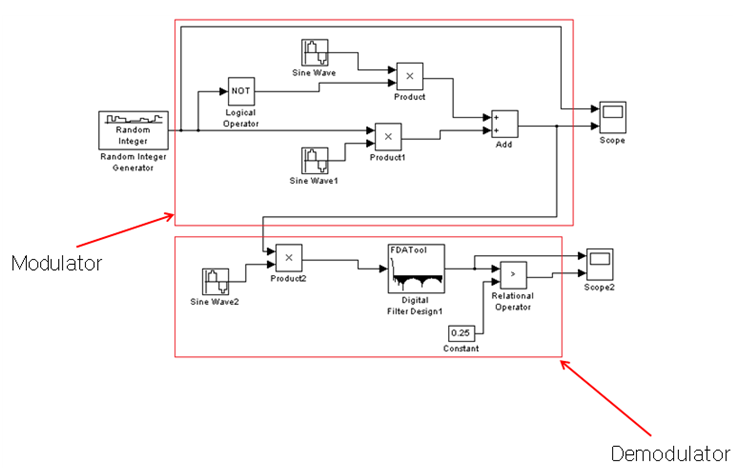 Sine Wave
×
Product
NOT
Logical
Operator
Random
Integer
Random Integer
Generator
×
Product1
Sine Wave1
+
+
Add
Scope
Modulator
Sine Wave2
×
Product2
FDATool
Digital
Filter Design1
>
Relational
Operator
0.25
Constant
Scope2
Demodulator